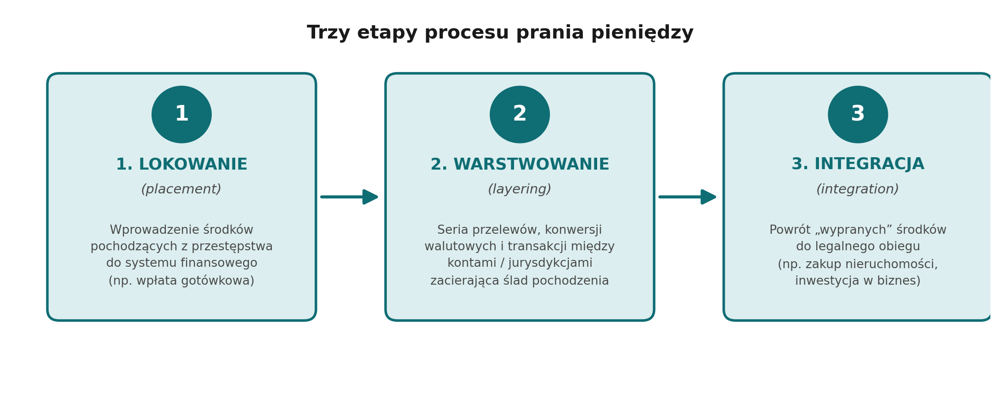 Trzy etapy procesu prania pieniędzy
1
1. LOKOWANIE
(placement)
Wprowadzenie środków
pochodzących z przestępstwa
do systemu finansowego
(np. wpłata gotówkowa)
2
2. WARSTWOWANIE
(layering)
Seria przelewów, konwersji
walutowych i transakcji między
kontami / jurysdykcjami
zacierająca ślad pochodzenia
3
3. INTEGRACJA
(integration)
Powrót „wypranych” środków
do legalnego obiegu
(np. zakup nieruchomości,
inwestycja w biznes)